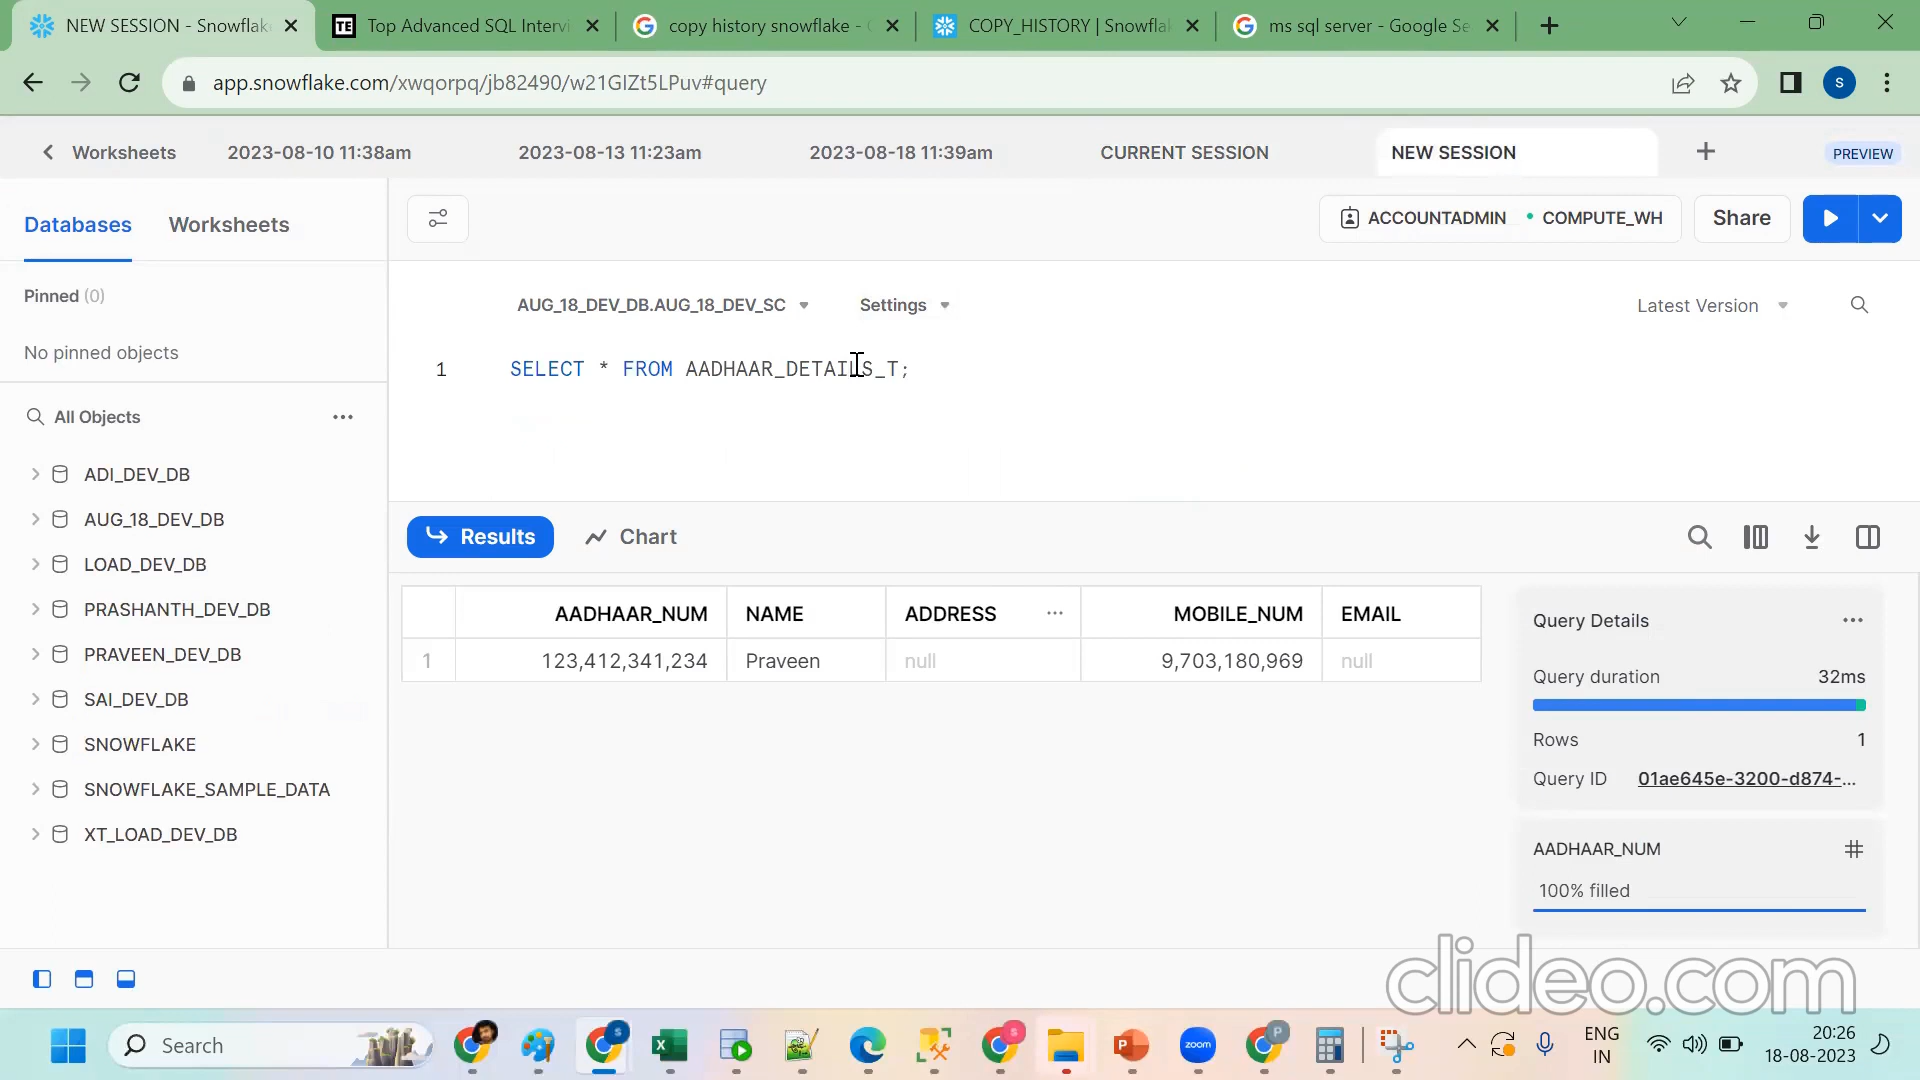 NEW SESSION - Snowflak
TE Top Advanced SQL Intervi
copy history snowflake -
COPY_HISTORY | Snowfla
ms sql server - Google Se
app.snowflake.com/xwqorpq/jb82490/w21GIZt5LPuv#query
S
Worksheets
2023-08-10 11:38am
2023-08-13 11:23am
2023-08-18 11:39am
CURRENT SESSION
NEW SESSION
PREVIEW
Databases
Worksheets
ACCOUNTADMIN
COMPUTE_WH
Share
Pinned (0)
No pinned objects
AUG_18_DEV_DB.AUG_18_DEV_SC
Settings
Latest Version
1 SELECT * FROM AADHAAR_DETAILS_T;
All Objects
ADI_DEV_DB
AUG_18_DEV_DB
LOAD_DEV_DB
PRASHANTH_DEV_DB
PRAVEEN_DEV_DB
SAI_DEV_DB
SNOWFLAKE
SNOWFLAKE_SAMPLE_DATA
XT_LOAD_DEV_DB
Results
Chart
AADHAAR_NUM NAME ADDRESS ... MOBILE_NUM EMAIL
1 123,412,341,234 Praveen null 9,703,180,969 null
Query Details
Query duration 32ms
Rows 1
Query ID 01ae645e-3200-d874-...
AADHAAR_NUM
100% filled
clideo.com
Search
zoom
ENG
IN
20:26
18-08-2023